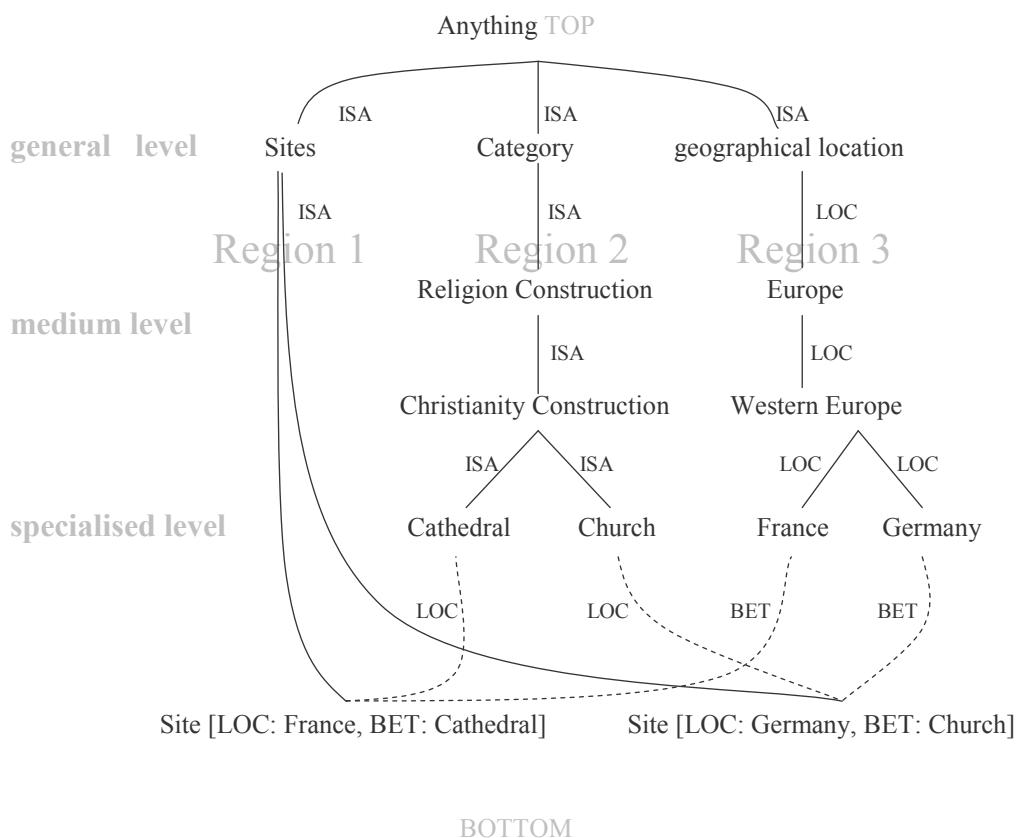 Anything TOP
ISA ISA ISA
general level Sites Category geographical location
ISA ISA LOC
Region 1 Region 2 Region 3
Religion Construction Europe
medium level
ISA LOC
Christianity Construction Western Europe
ISA ISA LOC LOC
specialised level Cathedral Church France Germany
LOC LOC BET BET
Site [LOC: France, BET: Cathedral] Site [LOC: Germany, BET: Church]
BOTTOM